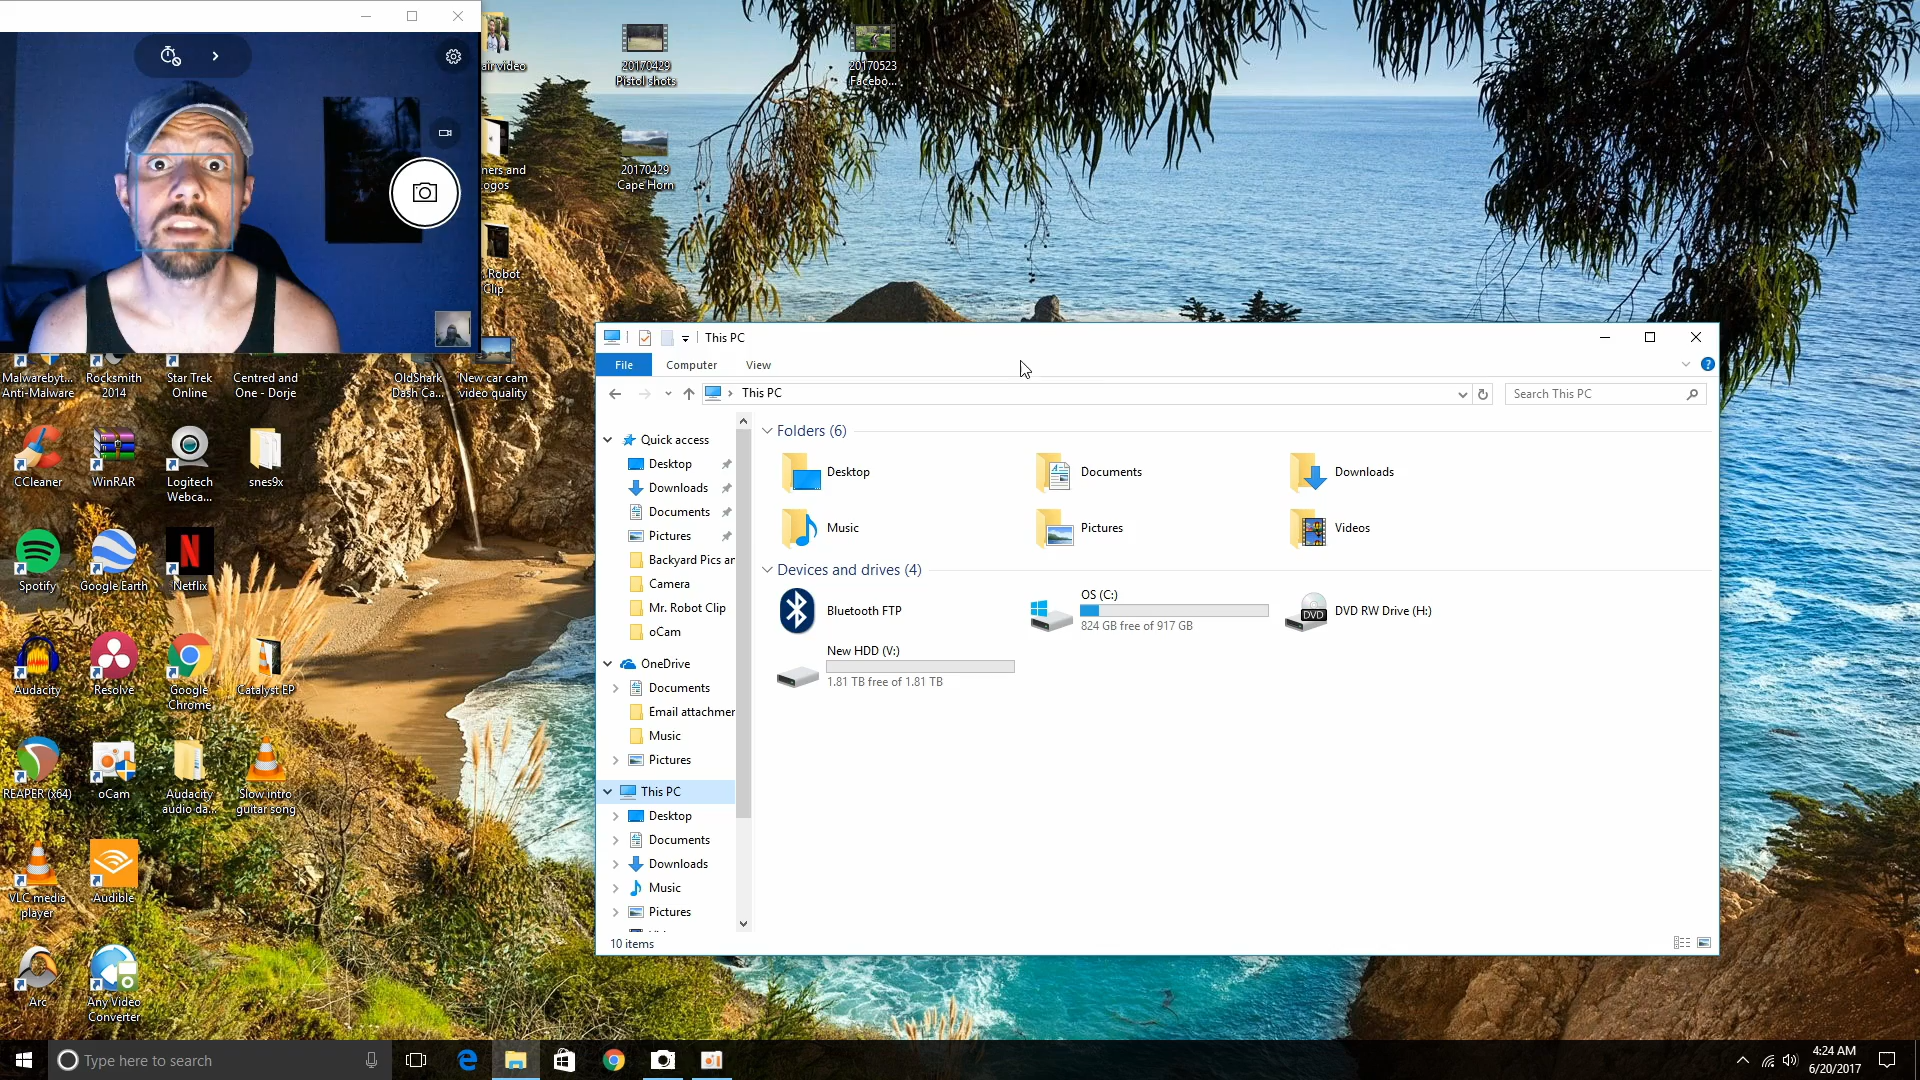 air video
20170429
Pistol shots
20170523
Facebo...
ners and
ogos
20170429
Cape Horn
.Robot
Clip
Malwarebyt...
Anti-Malware
Rocksmith
2014
Star Trek
Online
Centred and
One - Dorje
OldShark
Dash Ca...
New car cam
video quality
CCleaner
WinRAR
Logitech
Webca...
snes9x
Spotify
Google Earth
Netflix
Audacity
Resolve
Google
Chrome
Catalyst EP
REAPER (x64)
oCam
Audacity
audio da...
Slow intro
guitar song
VLC media
player
Audible
Arc
Any Video
Converter
This PC
File
Computer
View
This PC
Search This PC
Quick access
Desktop
Downloads
Documents
Pictures
Backyard Pics ar
Camera
Mr. Robot Clip
oCam
OneDrive
Documents
Email attachmer
Music
Pictures
This PC
Desktop
Documents
Downloads
Music
Pictures
Folders (6)
Desktop
Documents
Downloads
Music
Pictures
Videos
Devices and drives (4)
Bluetooth FTP
OS (C:)
824 GB free of 917 GB
DVD
DVD RW Drive (H:)
New HDD (V:)
1.81 TB free of 1.81 TB
10 items
Type here to search
4:24 AM
6/20/2017